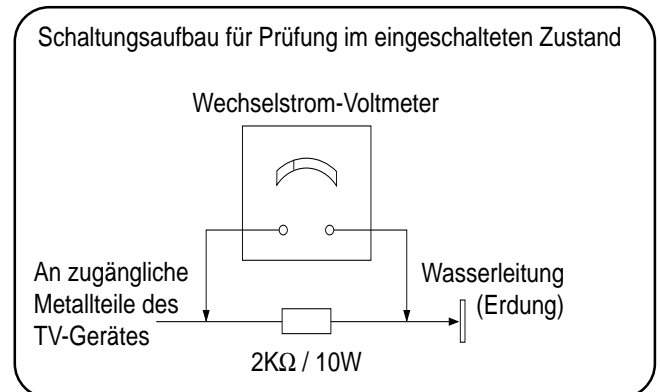 Schaltungsaufbau für Prüfung im eingeschalteten Zustand
Wechselstrom-Voltmeter
An zugängliche
Metallteile des
TV-Gerätes
Wasserleitung
(Erdung)
2KΩ / 10W